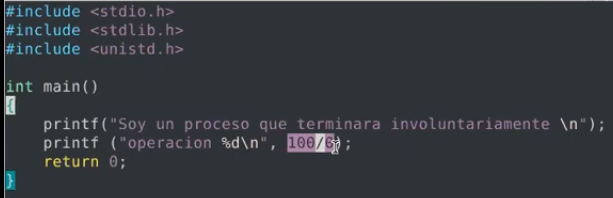 #include <stdio.h>
#include <stdlib.h>
#include <unistd.h>
int main()
{
    printf("Soy un proceso que terminara involuntariamente \n");
    printf ("operacion %d\n", 100/0);
    return 0;
}